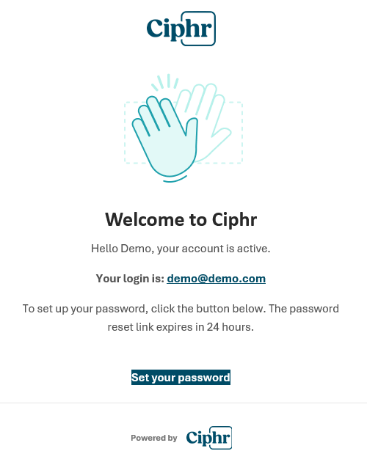 Ciphr
Welcome to Ciphr
Hello Demo, your account is active.
Your login is: demo@demo.com
To set up your password, click the button below. The password
reset link expires in 24 hours.
Set your password
Powered by Ciphr